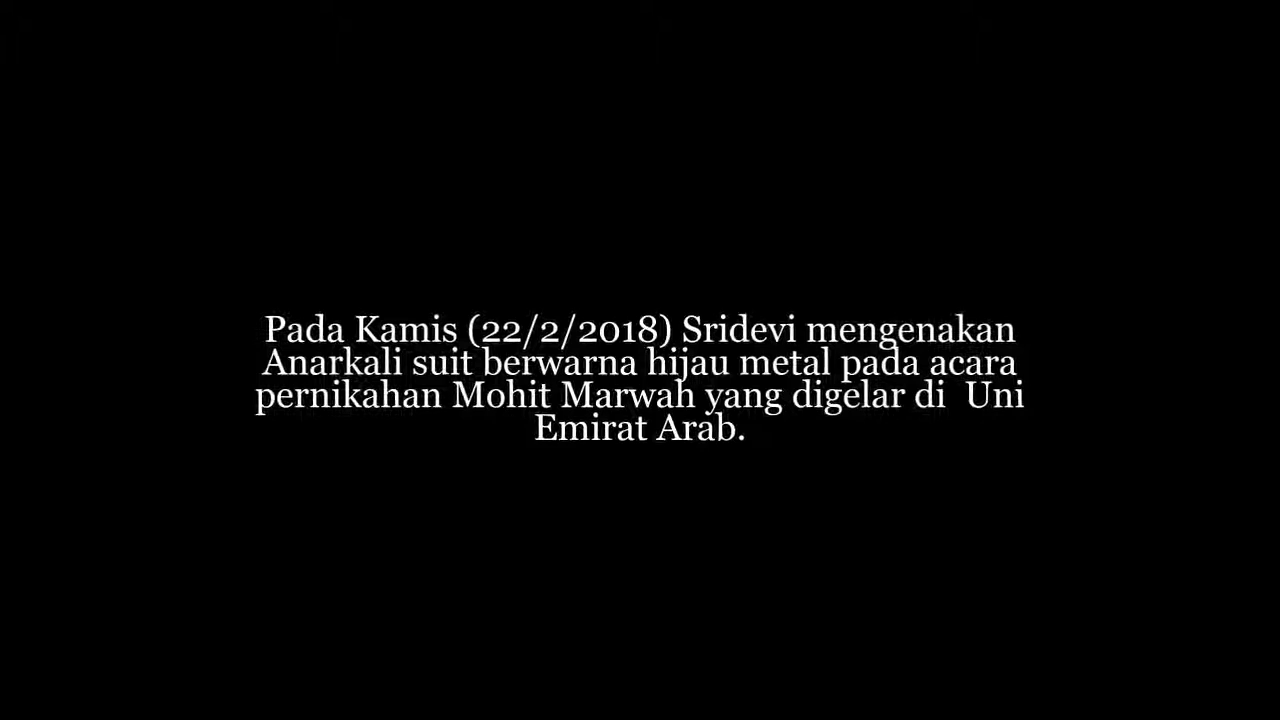 Pada Kamis (22/2/2018) Sridevi mengenakan
Anarkali suit berwarna hijau metal pada acara
pernikahan Mohit Marwah yang digelar di  Uni
Emirat Arab.